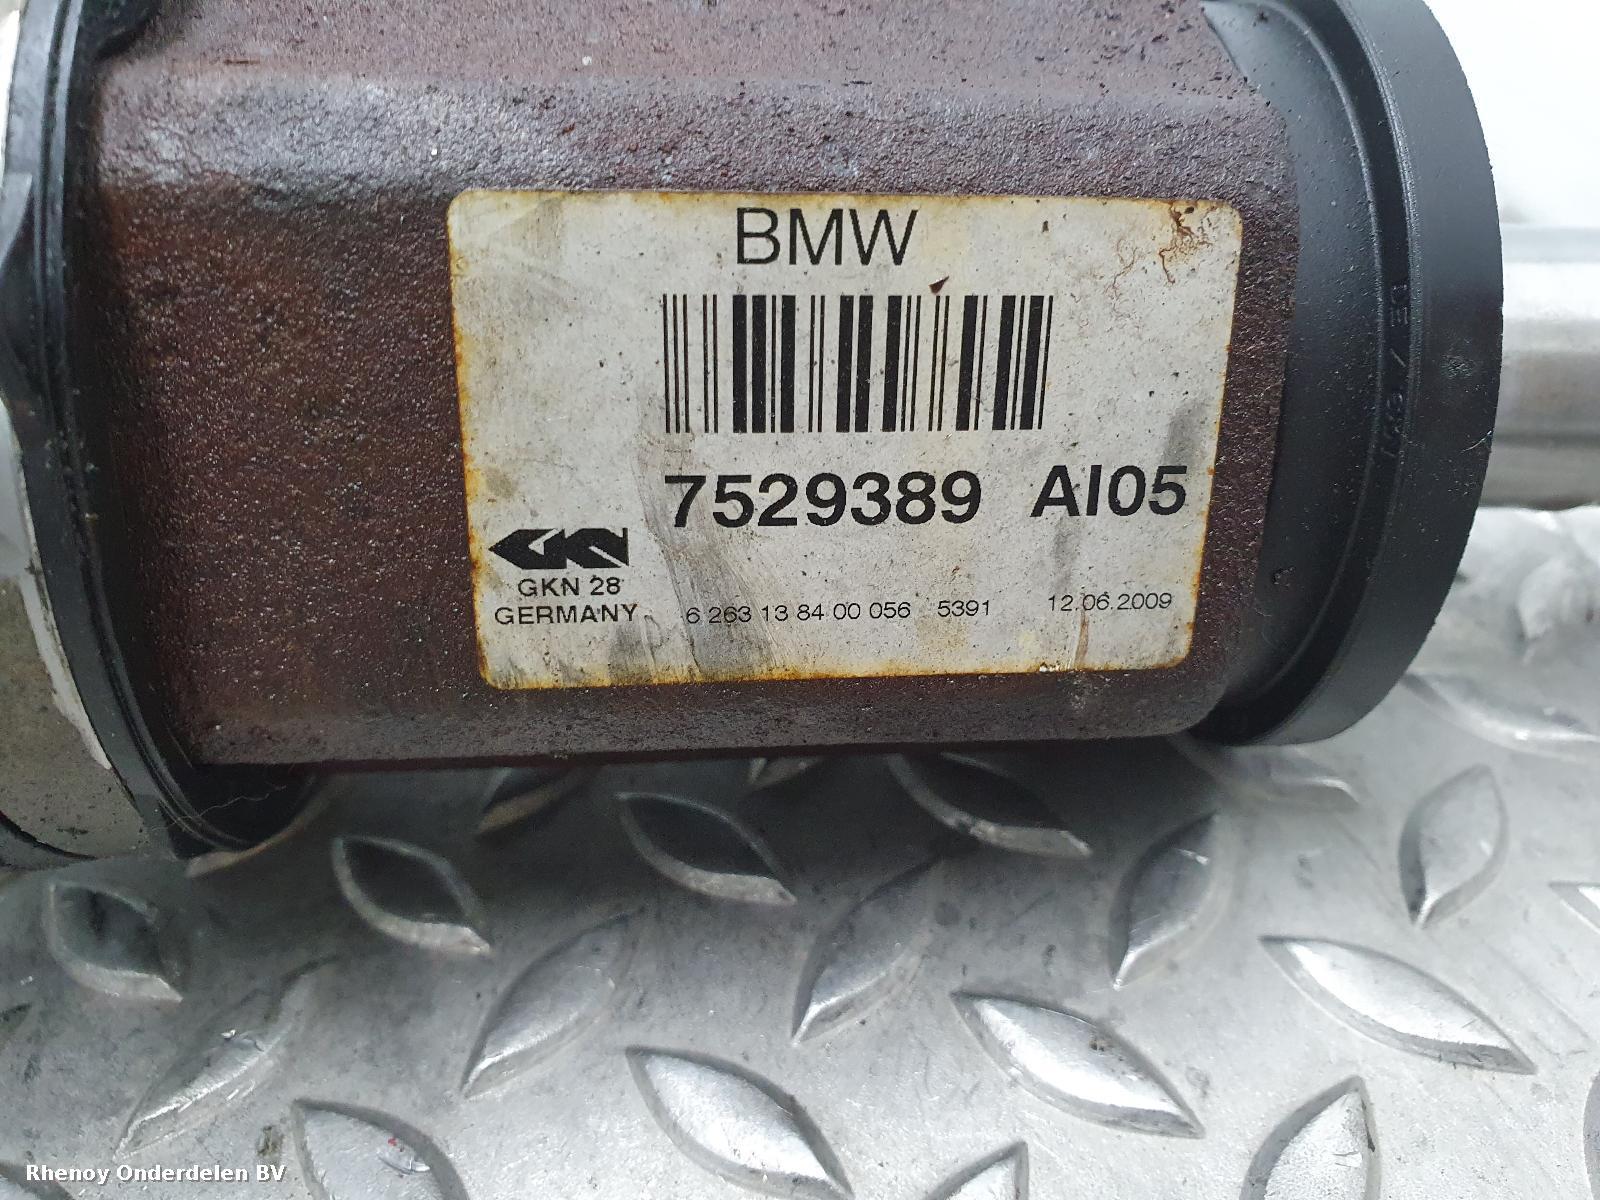 BMW
7529389 AI05
GKN
GKN 28
GERMANY 6 263 13 84 00 056 5391 12.06.2009
Rhenoy Onderdelen BV